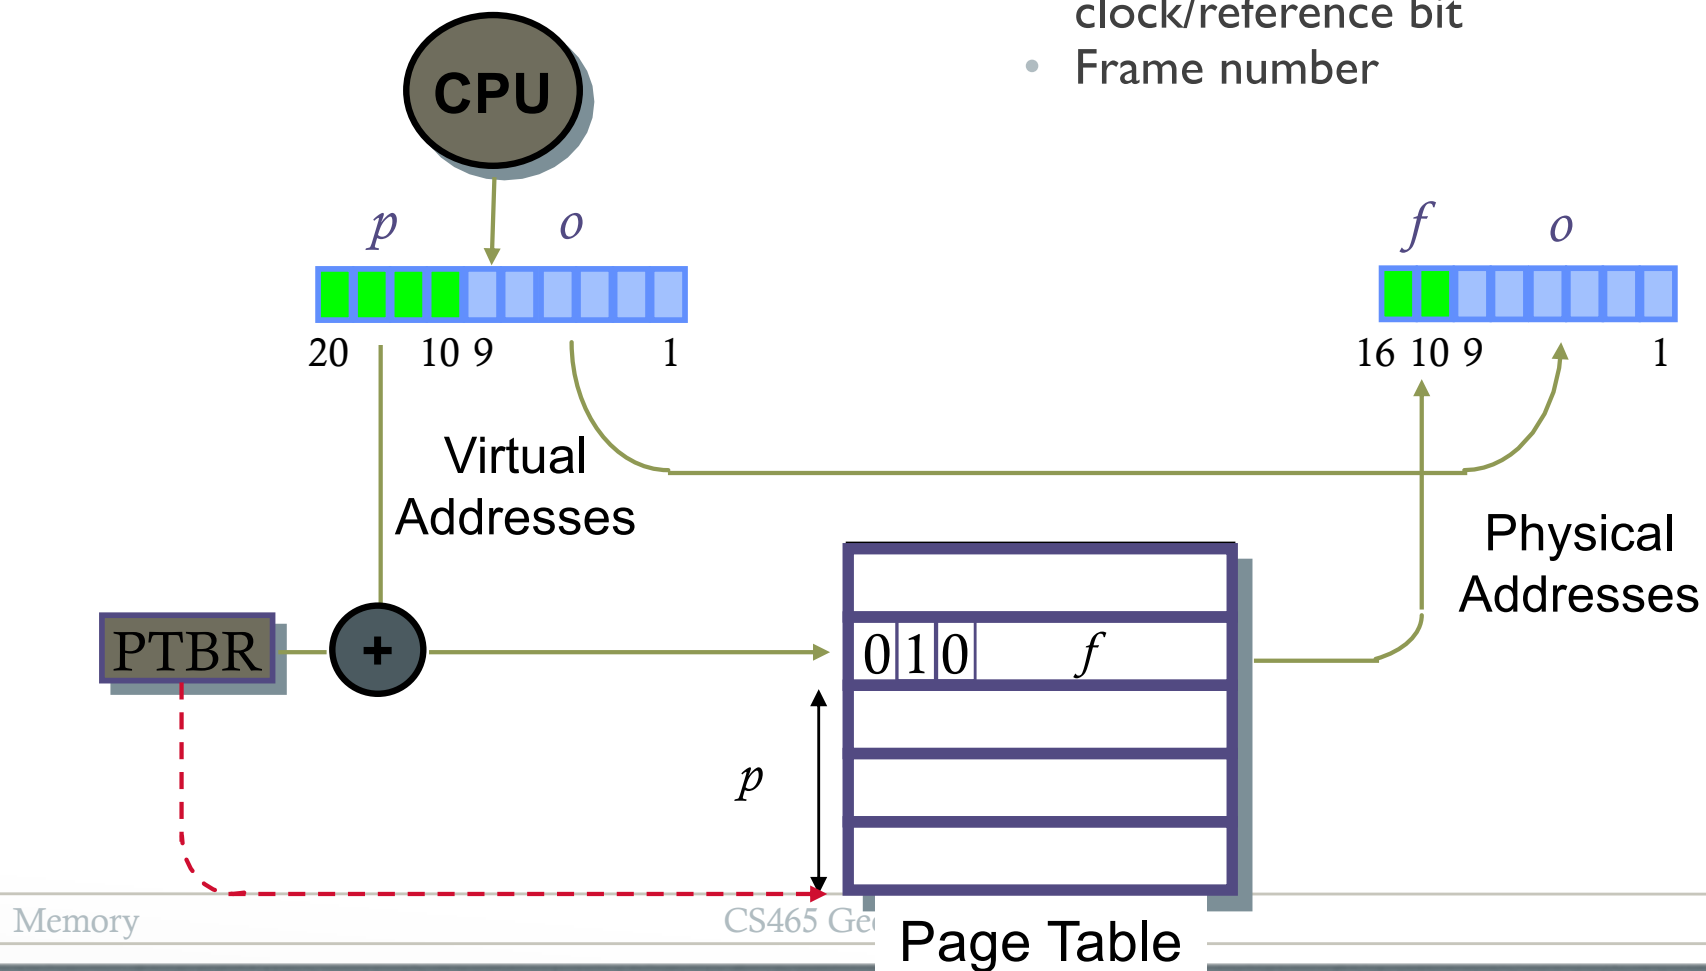 clock/reference bit
• Frame number
CPU
p o
f o
20 10 9 1
16 10 9 1
Virtual
Addresses
Physical
Addresses
PTBR
+
0 1 0 f
p
Memory
CS465
Page Table